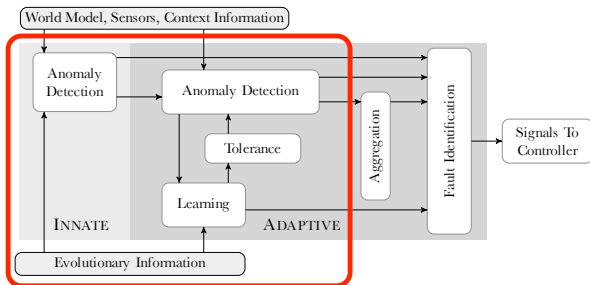 World Model, Sensors, Context Information
Anomaly
Detection
Anomaly Detection
Tolerance
Learning
Aggregation
Fault Identification
Signals To
Controller
INNATE
ADAPTIVE
Evolutionary Information